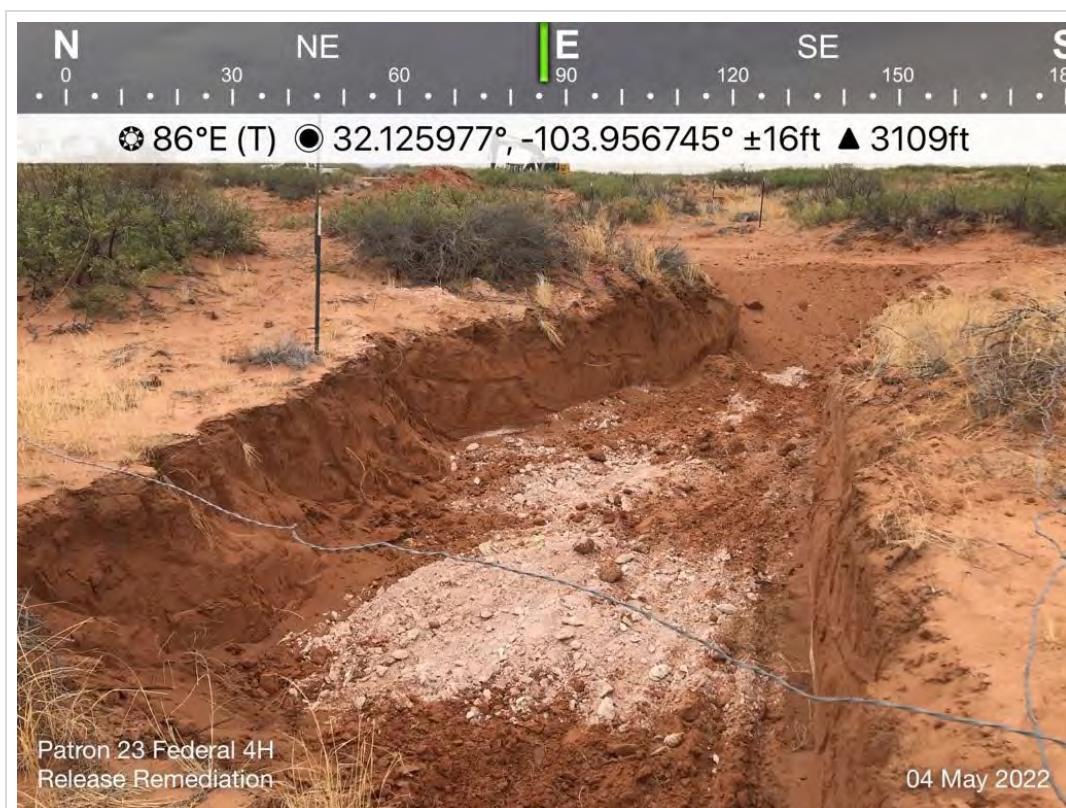 N NE E SE S
0 30 60 90 120 150 180
86°E (T) 32.125977°, -103.956745° ±16ft ▲ 3109ft
Patron 23 Federal 4H
Release Remediation
04 May 2022